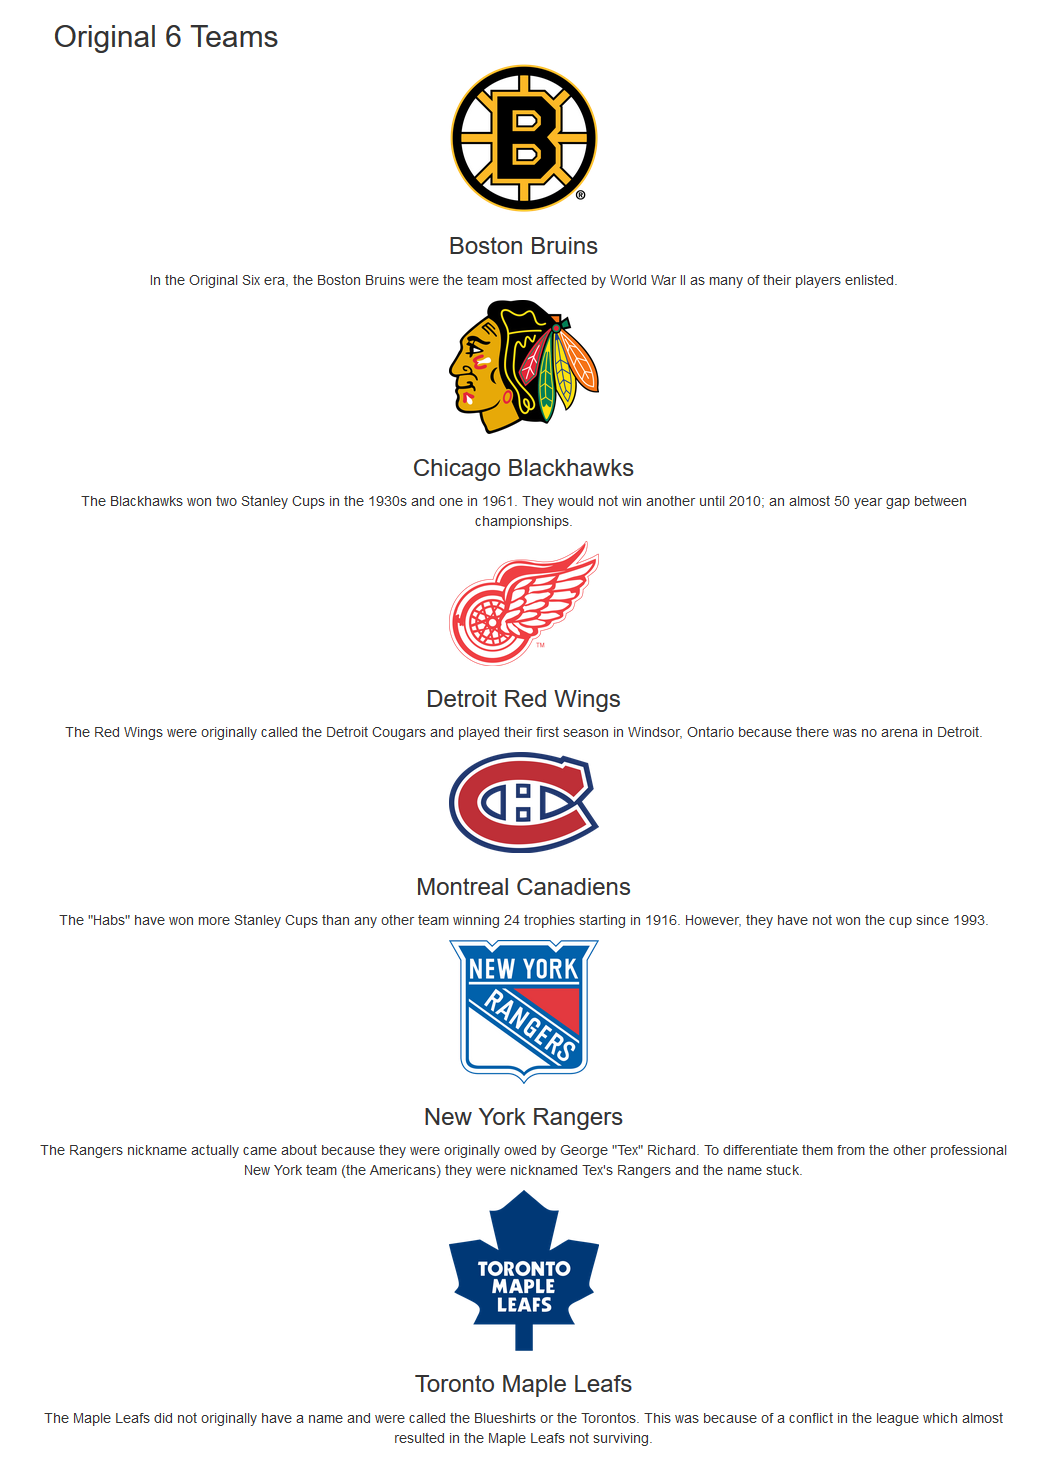 Original 6 Teams
B
®
Boston Bruins
In the Original Six era, the Boston Bruins were the team most affected by World War II as many of their players enlisted.
Chicago Blackhawks
The Blackhawks won two Stanley Cups in the 1930s and one in 1961. They would not win another until 2010; an almost 50 year gap between
championships.
TM
Detroit Red Wings
The Red Wings were originally called the Detroit Cougars and played their first season in Windsor, Ontario because there was no arena in Detroit.
Montreal Canadiens
The "Habs" have won more Stanley Cups than any other team winning 24 trophies starting in 1916. However, they have not won the cup since 1993.
NEW YORK
RANGERS
New York Rangers
The Rangers nickname actually came about because they were originally owed by George "Tex" Richard. To differentiate them from the other professional
New York team (the Americans) they were nicknamed Tex's Rangers and the name stuck.
TORONTO
MAPLE
LEAFS
Toronto Maple Leafs
The Maple Leafs did not originally have a name and were called the Blueshirts or the Torontos. This was because of a conflict in the league which almost
resulted in the Maple Leafs not surviving.